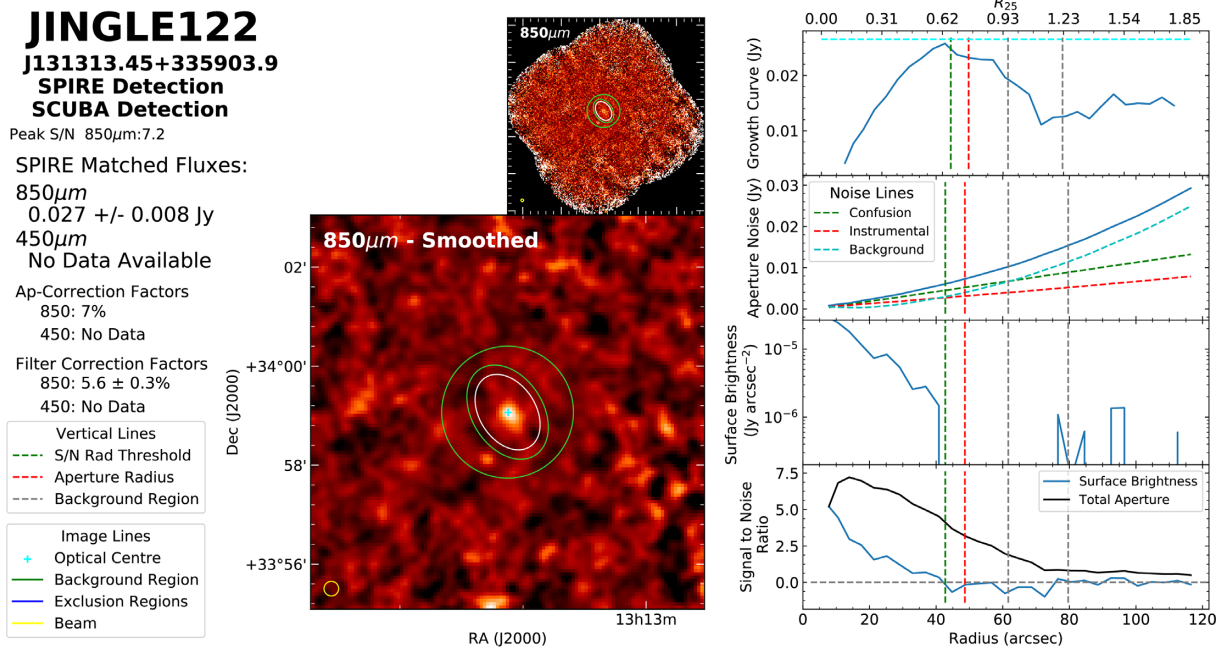 JINGLE122
J131313.45+335903.9
SPIRE Detection
SCUBA Detection
Peak S/N 850μm:7.2
SPIRE Matched Fluxes:
850μm
0.027 +/- 0.008 Jy
450μm
No Data Available
Ap-Correction Factors
850: 7%
450: No Data
Filter Correction Factors
850: 5.6 ± 0.3%
450: No Data
Vertical Lines
S/N Rad Threshold
Aperture Radius
Background Region
Image Lines
Optical Centre
Background Region
Exclusion Regions
Beam
850μm
850μm - Smoothed
02'
+34°00'
58'
+33°56'
Dec (J2000)
13h13m
RA (J2000)
R25
0.00 0.31 0.62 0.93 1.23 1.54 1.85
Growth Curve (Jy)
0.02
0.01
Aperture Noise (Jy)
0.03
0.02
0.01
0.00
Noise Lines
Confusion
Instrumental
Background
Surface Brightness
(Jy arcsec⁻²)
10⁻⁵
10⁻⁶
Signal to Noise
Ratio
7.5
5.0
2.5
0.0
Surface Brightness
Total Aperture
0 20 40 60 80 100 120
Radius (arcsec)